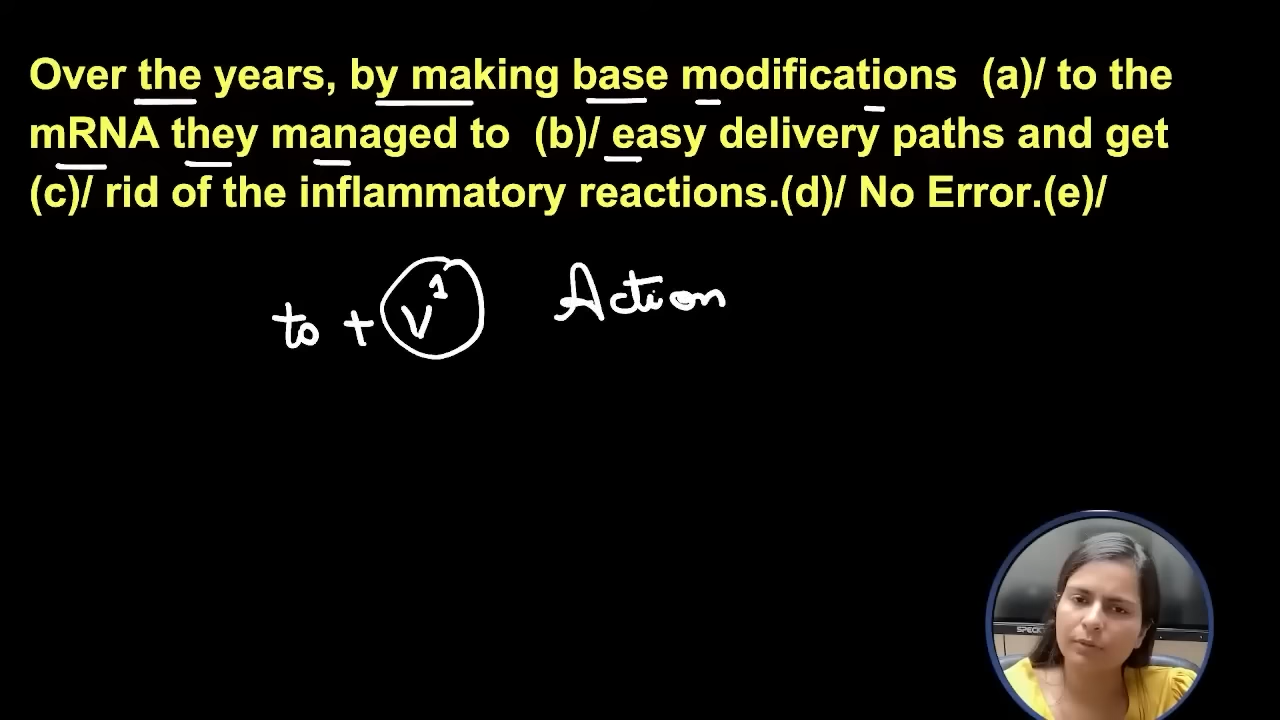 Over the years, by making base modifications (a)/ to the
mRNA they managed to (b)/ easy delivery paths and get
(c)/ rid of the inflammatory reactions.(d)/ No Error.(e)/
to + V¹ Action